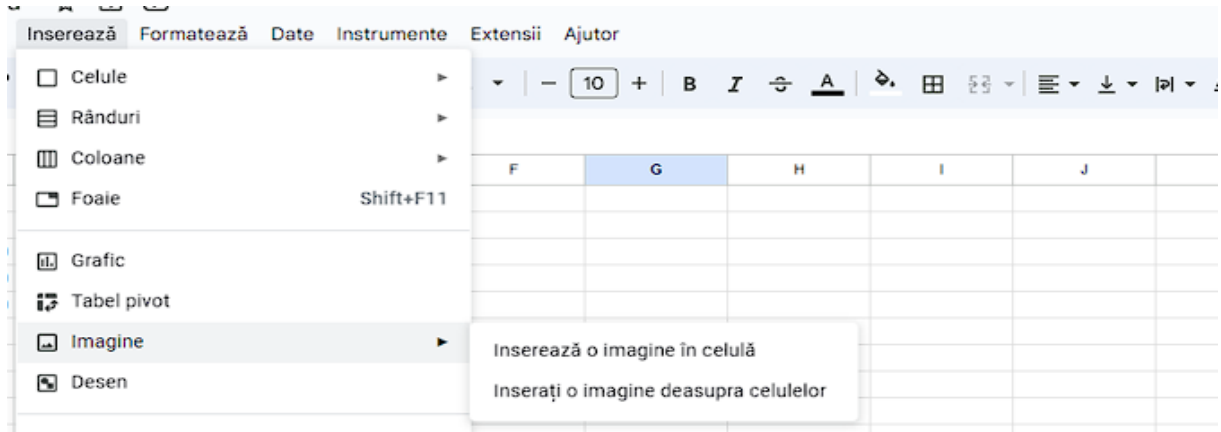 Inserează Formatează Date Instrumente Extensii Ajutor
Celule
10 + B I A
Rânduri
Coloane
F G H I J
Foaie Shift+F11
Grafic
Tabel pivot
Imagine
Inserează o imagine în celulă
Desen
Inserați o imagine deasupra celulelor